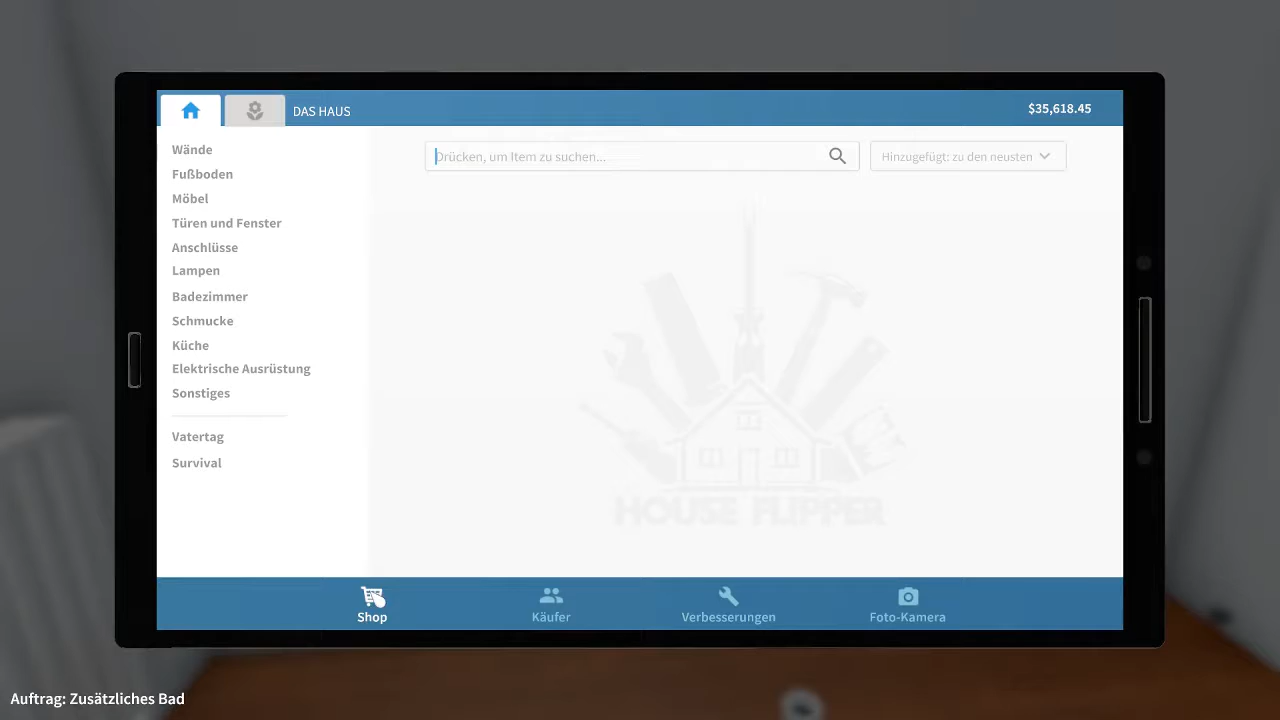 DAS HAUS
$35,618.45
Drücken, um Item zu suchen...
Hinzugefügt: zu den neusten
Wände
Fußboden
Möbel
Türen und Fenster
Anschlüsse
Lampen
Badezimmer
Schmucke
Küche
Elektrische Ausrüstung
Sonstiges
Vatertag
Survival
HOUSE FLIPPER
Shop
Käufer
Verbesserungen
Foto-Kamera
Auftrag: Zusätzliches Bad